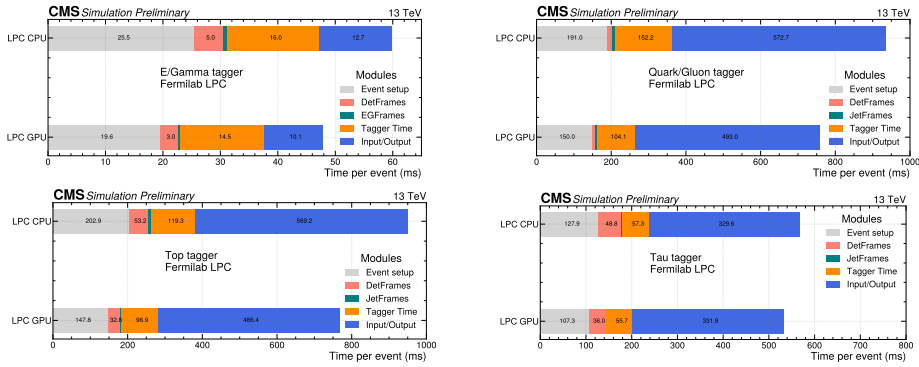 CMS Simulation Preliminary 13 TeV
LPC CPU 25.5 5.0 16.0 12.7
E/Gamma tagger
Fermilab LPC
Modules
Event setup
DetFrames
EGFrames
Tagger Time
Input/Output
LPC GPU 19.6 3.0 14.5 10.1
0 10 20 30 40 50 60
Time per event (ms)
CMS Simulation Preliminary 13 TeV
LPC CPU 191.0 152.2 572.7
Quark/Gluon tagger
Fermilab LPC
Modules
Event setup
DetFrames
JetFrames
Tagger Time
Input/Output
LPC GPU 150.0 104.1 493.0
0 200 400 600 800 1000
Time per event (ms)
CMS Simulation Preliminary 13 TeV
LPC CPU 202.9 53.2 119.3 569.2
Top tagger
Fermilab LPC
Modules
Event setup
DetFrames
JetFrames
Tagger Time
Input/Output
LPC GPU 147.8 32.8 96.9 486.4
0 200 400 600 800 1000
Time per event (ms)
CMS Simulation Preliminary 13 TeV
LPC CPU 127.9 48.8 57.3 329.6
Tau tagger
Fermilab LPC
Modules
Event setup
DetFrames
JetFrames
Tagger Time
Input/Output
LPC GPU 107.3 36.0 55.7 331.9
0 100 200 300 400 500 600 700 800
Time per event (ms)